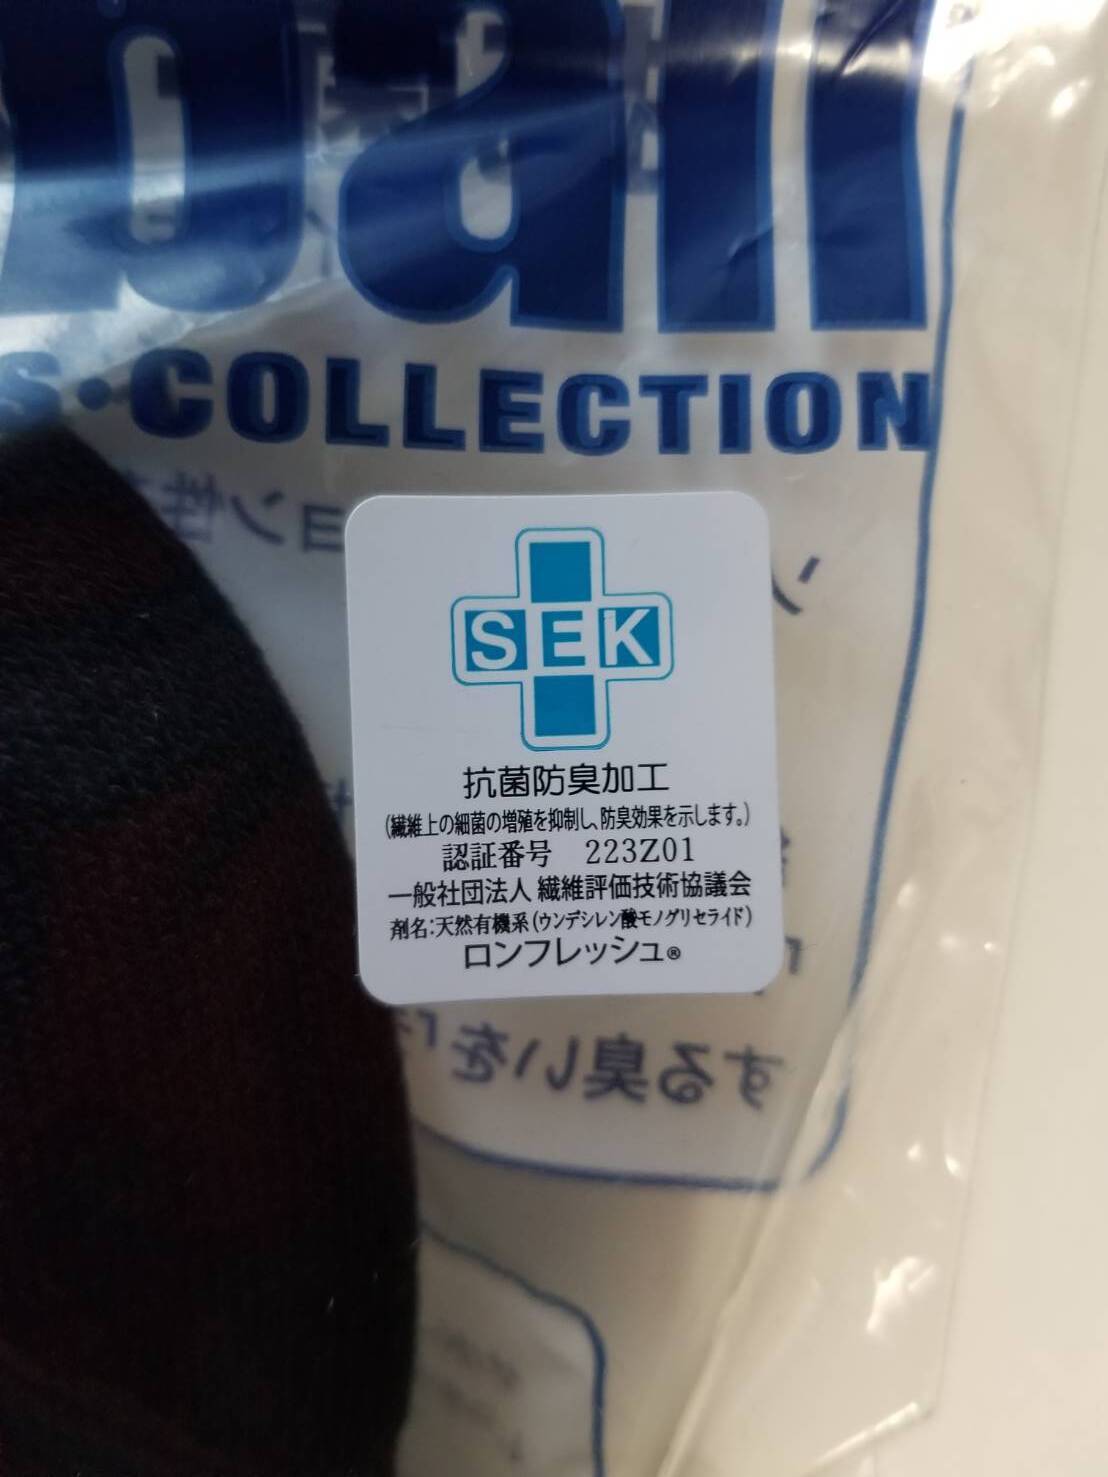 ball
S·COLLECTION
SEK
抗菌防臭加工
(繊維上の細菌の増殖を抑制し、防臭効果を示します。)
認証番号 223Z01
一般社団法人 繊維評価技術協議会
剤名:天然有機系(ウンデシレン酸モノグリセライド)
ロンフレッシュ®
する臭いを「